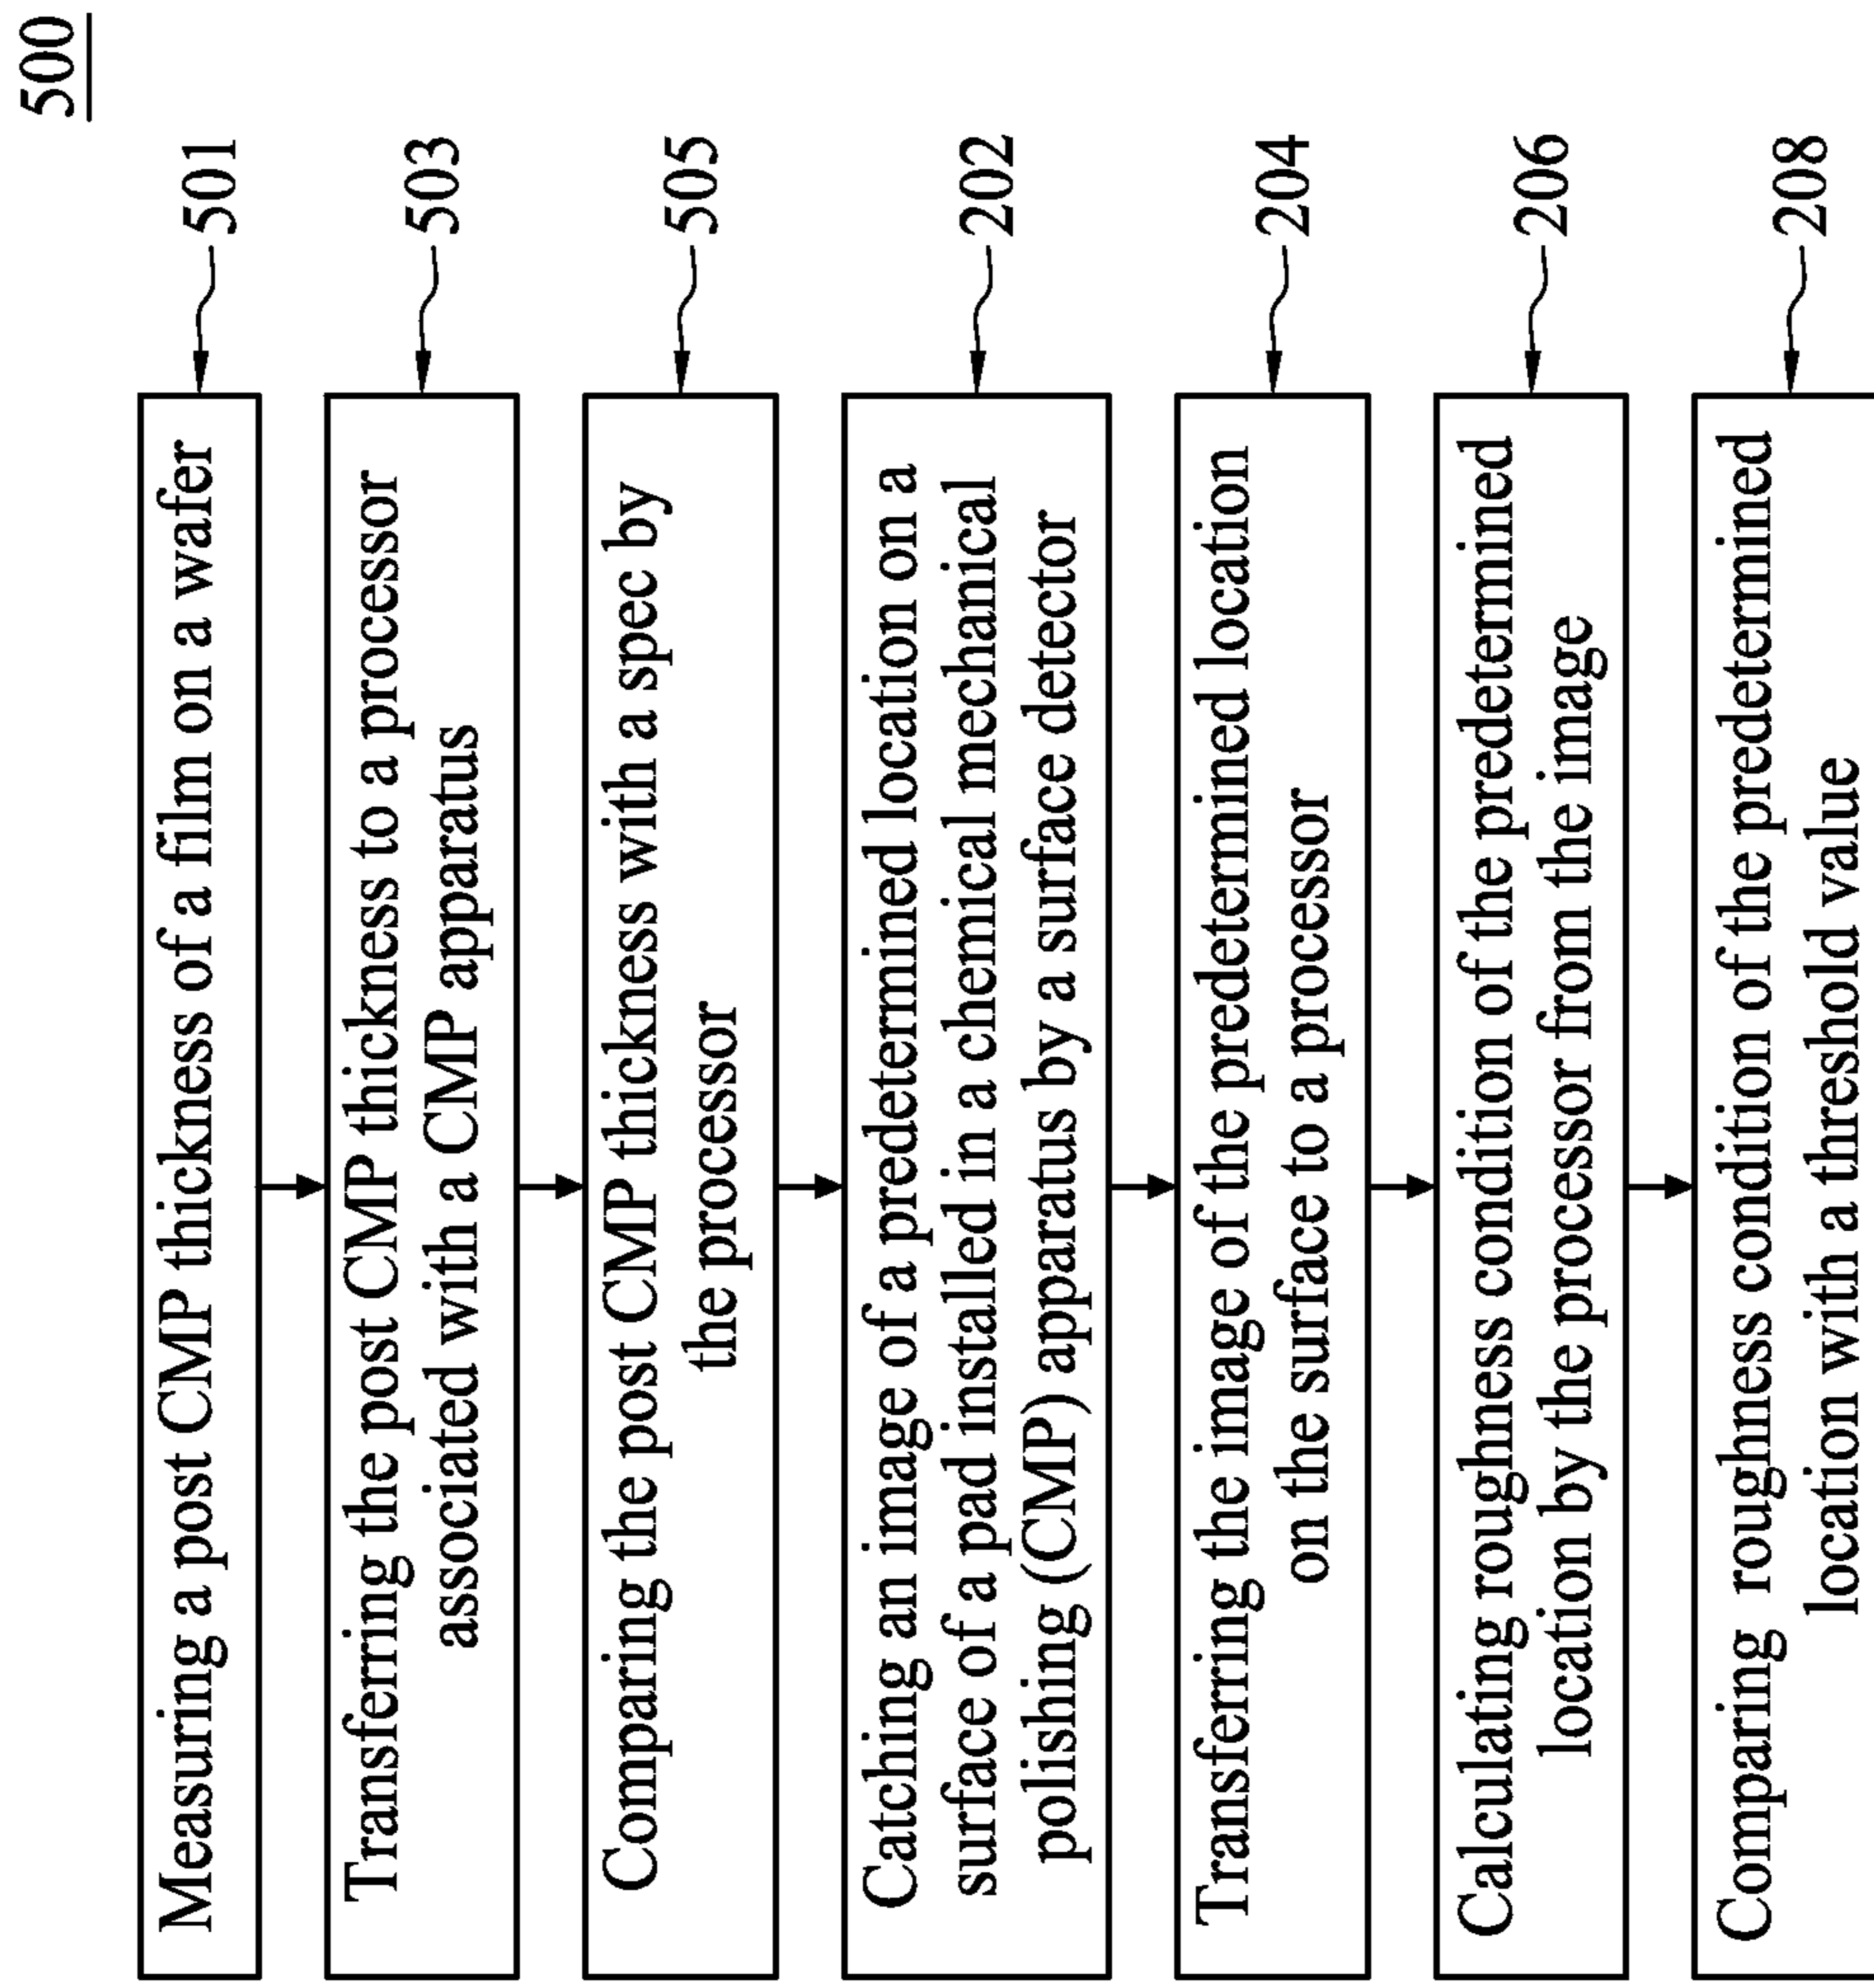 500
Measuring a post CMP thickness of a film on a wafer
501
Transferring the post CMP thickness to a processor
associated with a CMP apparatus
503
Comparing the post CMP thickness with a spec by
the processor
505
Catching an image of a predetermined location on a
surface of a pad installed in a chemical mechanical
polishing (CMP) apparatus by a surface detector
202
Transferring the image of the predetermined location
on the surface to a processor
204
Calculating roughness condition of the predetermined
location by the processor from the image
206
Comparing roughness condition of the predetermined
location with a threshold value
208